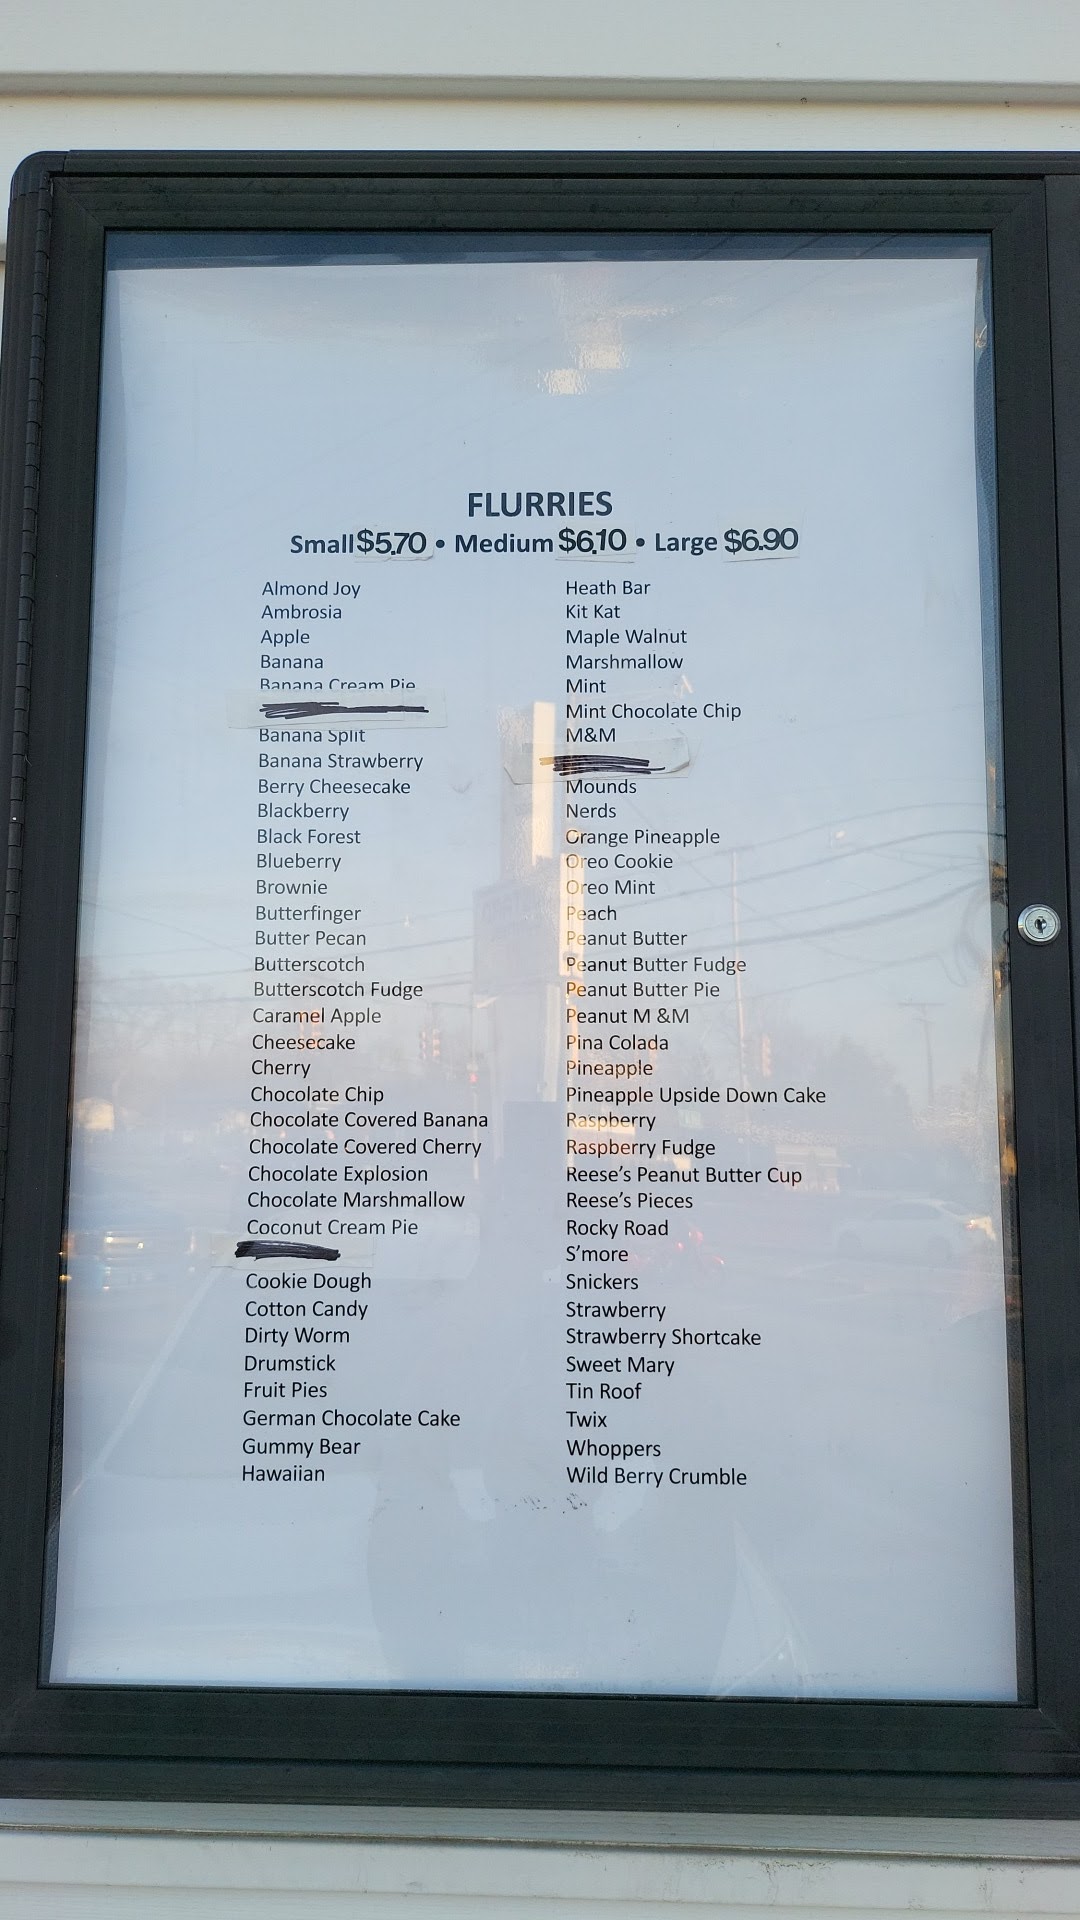 FLURRIES
Small $5.70 • Medium $6.10 • Large $6.90
Almond Joy
Ambrosia
Apple
Banana
Banana Cream Pie
Banana Split
Banana Strawberry
Berry Cheesecake
Blackberry
Black Forest
Blueberry
Brownie
Butterfinger
Butter Pecan
Butterscotch
Butterscotch Fudge
Caramel Apple
Cheesecake
Cherry
Chocolate Chip
Chocolate Covered Banana
Chocolate Covered Cherry
Chocolate Explosion
Chocolate Marshmallow
Coconut Cream Pie
Cookie Dough
Cotton Candy
Dirty Worm
Drumstick
Fruit Pies
German Chocolate Cake
Gummy Bear
Hawaiian
Heath Bar
Kit Kat
Maple Walnut
Marshmallow
Mint
Mint Chocolate Chip
M&M
Mounds
Nerds
Orange Pineapple
Oreo Cookie
Oreo Mint
Peach
Peanut Butter
Peanut Butter Fudge
Peanut Butter Pie
Peanut M &M
Pina Colada
Pineapple
Pineapple Upside Down Cake
Raspberry
Raspberry Fudge
Reese's Peanut Butter Cup
Reese's Pieces
Rocky Road
S'more
Snickers
Strawberry
Strawberry Shortcake
Sweet Mary
Tin Roof
Twix
Whoppers
Wild Berry Crumble